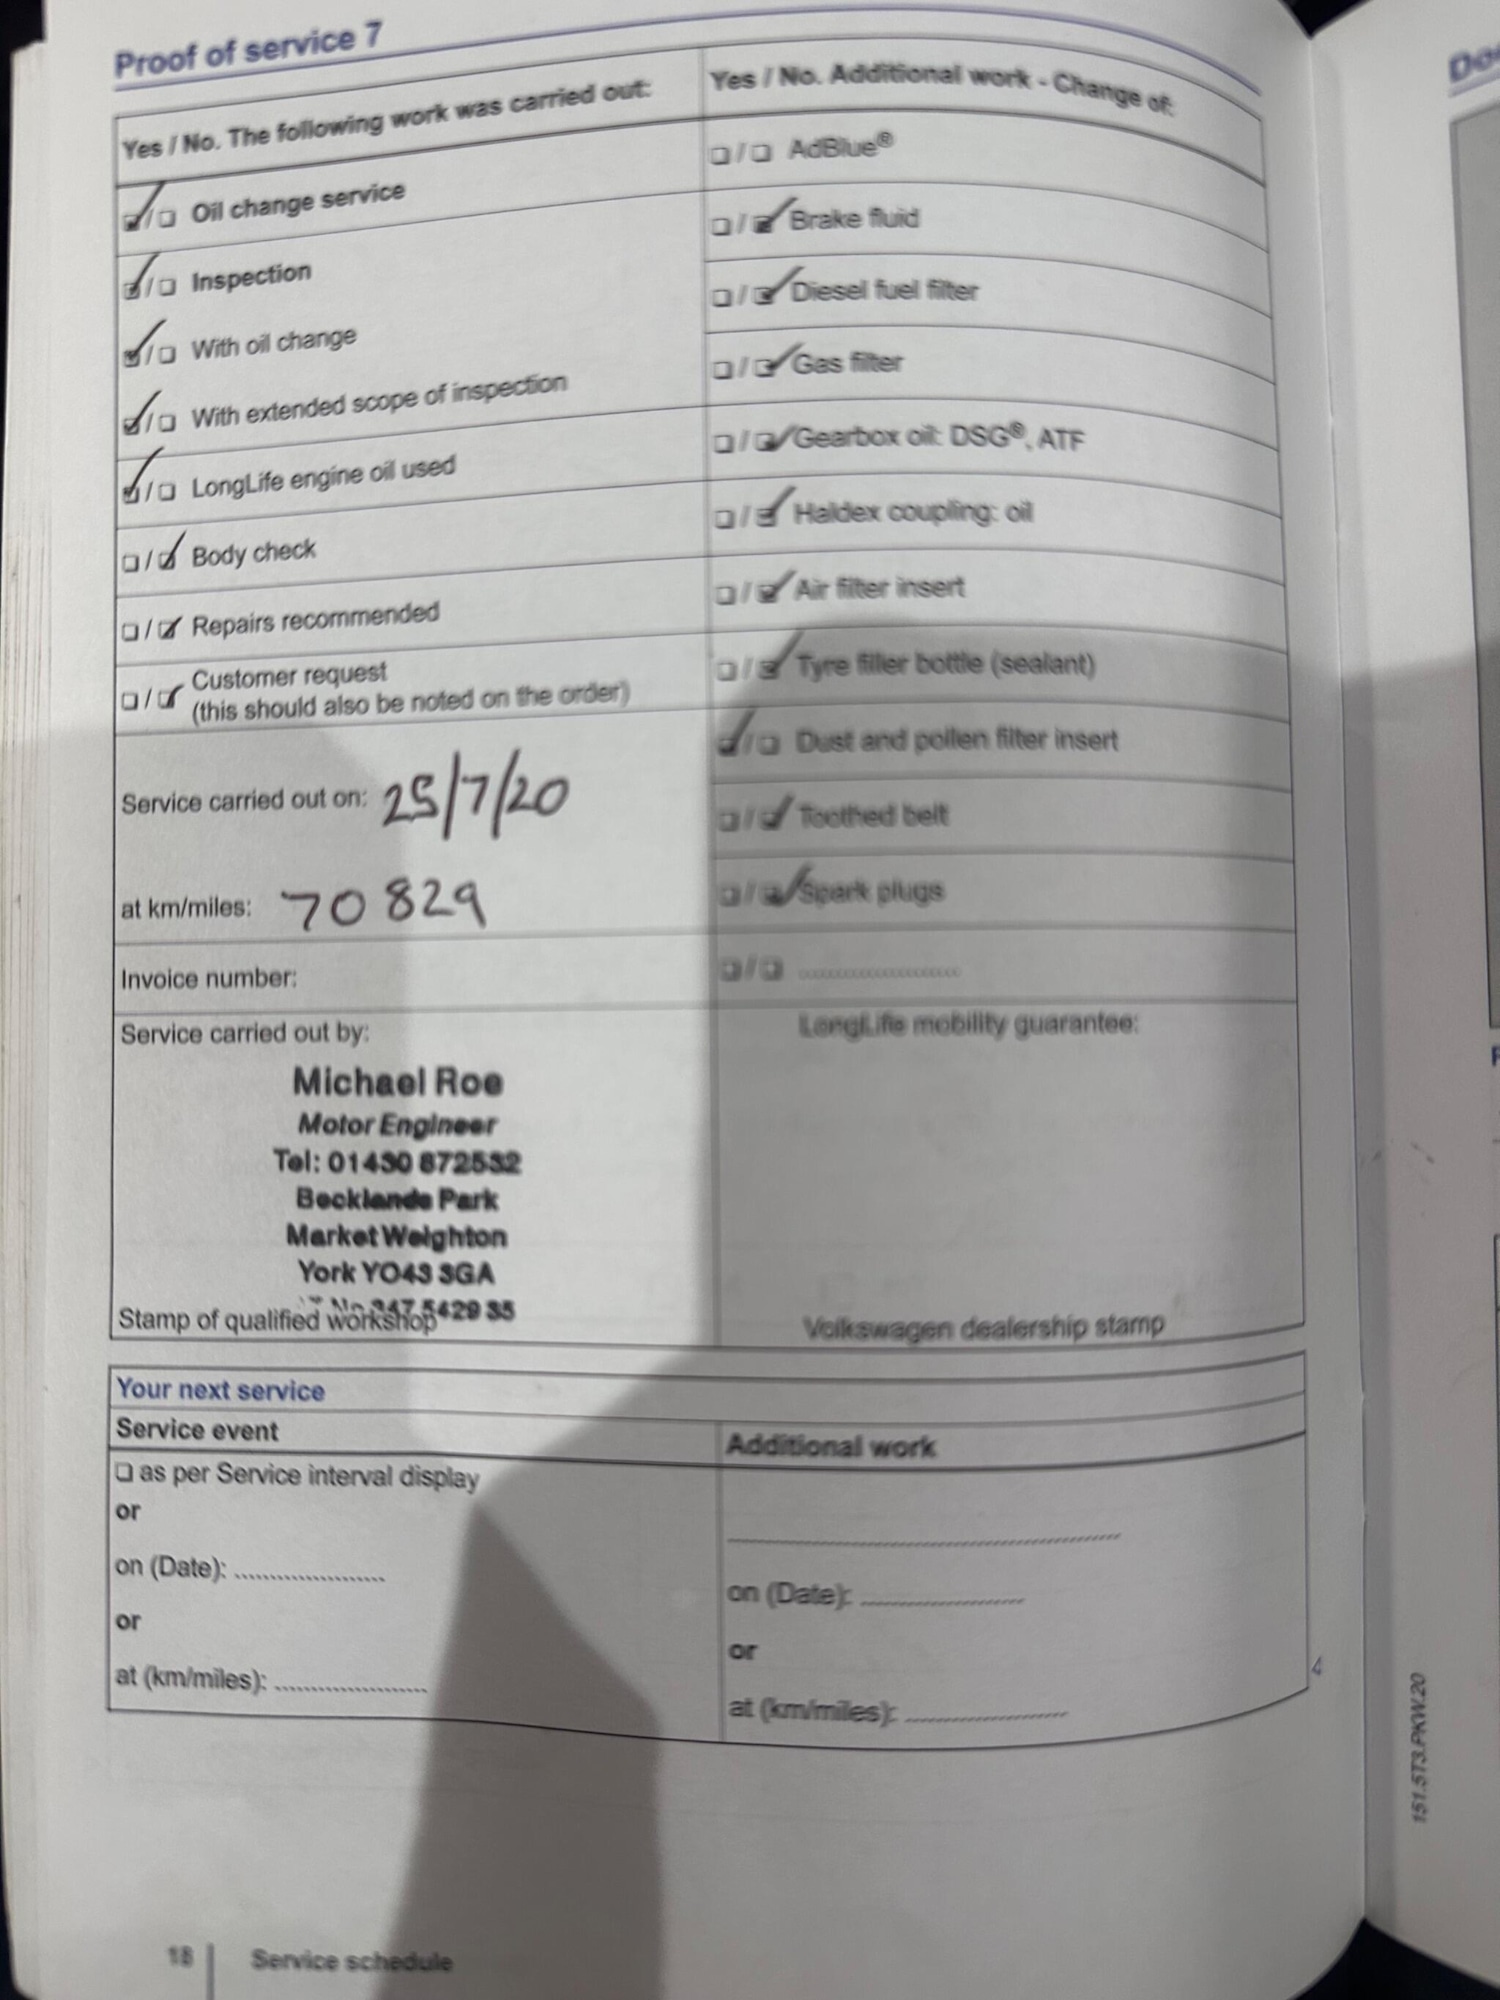 Proof of service 7
Yes / No. The following work was carried out:
☑/☐ Oil change service
☑/☐ Inspection
☑/☐ With oil change
☑/☐ With extended scope of inspection
☑/☐ LongLife engine oil used
☐/☑ Body check
☐/☑ Repairs recommended
☐/☑ Customer request
(this should also be noted on the order)
Service carried out on: 25/7/20
at km/miles: 70829
Invoice number:
Service carried out by:
Michael Roe
Motor Engineer
Tel: 01430 872532
Becklands Park
Market Weighton
York YO43 3GA
No 347 5429 35
Stamp of qualified workshop
Yes / No. Additional work - Change of:
☐/☐ AdBlue®
☐/☑ Brake fluid
☐/☑ Diesel fuel filter
☐/☑ Gas filter
☐/☑ Gearbox oil: DSG®, ATF
☐/☑ Haldex coupling: oil
☐/☑ Air filter insert
☐/☑ Tyre filler bottle (sealant)
☑/☐ Dust and pollen filter insert
☐/☑ Toothed belt
☐/☑ Spark plugs
☐/☐ ......................
LongLife mobility guarantee:
Volkswagen dealership stamp
Your next service
Service event
☐ as per Service interval display
or
on (Date): .....................
or
at (km/miles): .....................
Additional work
......................................................
on (Date): ......................
or
at (km/miles): ......................
4
151.5T3.PKW.20
18 | Service schedule